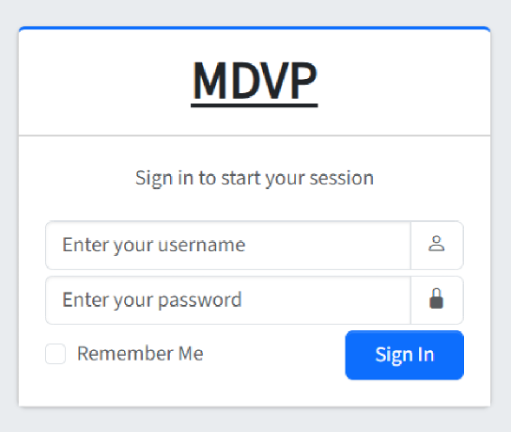 MDVP
Sign in to start your session
Enter your username
Enter your password
Remember Me
Sign In